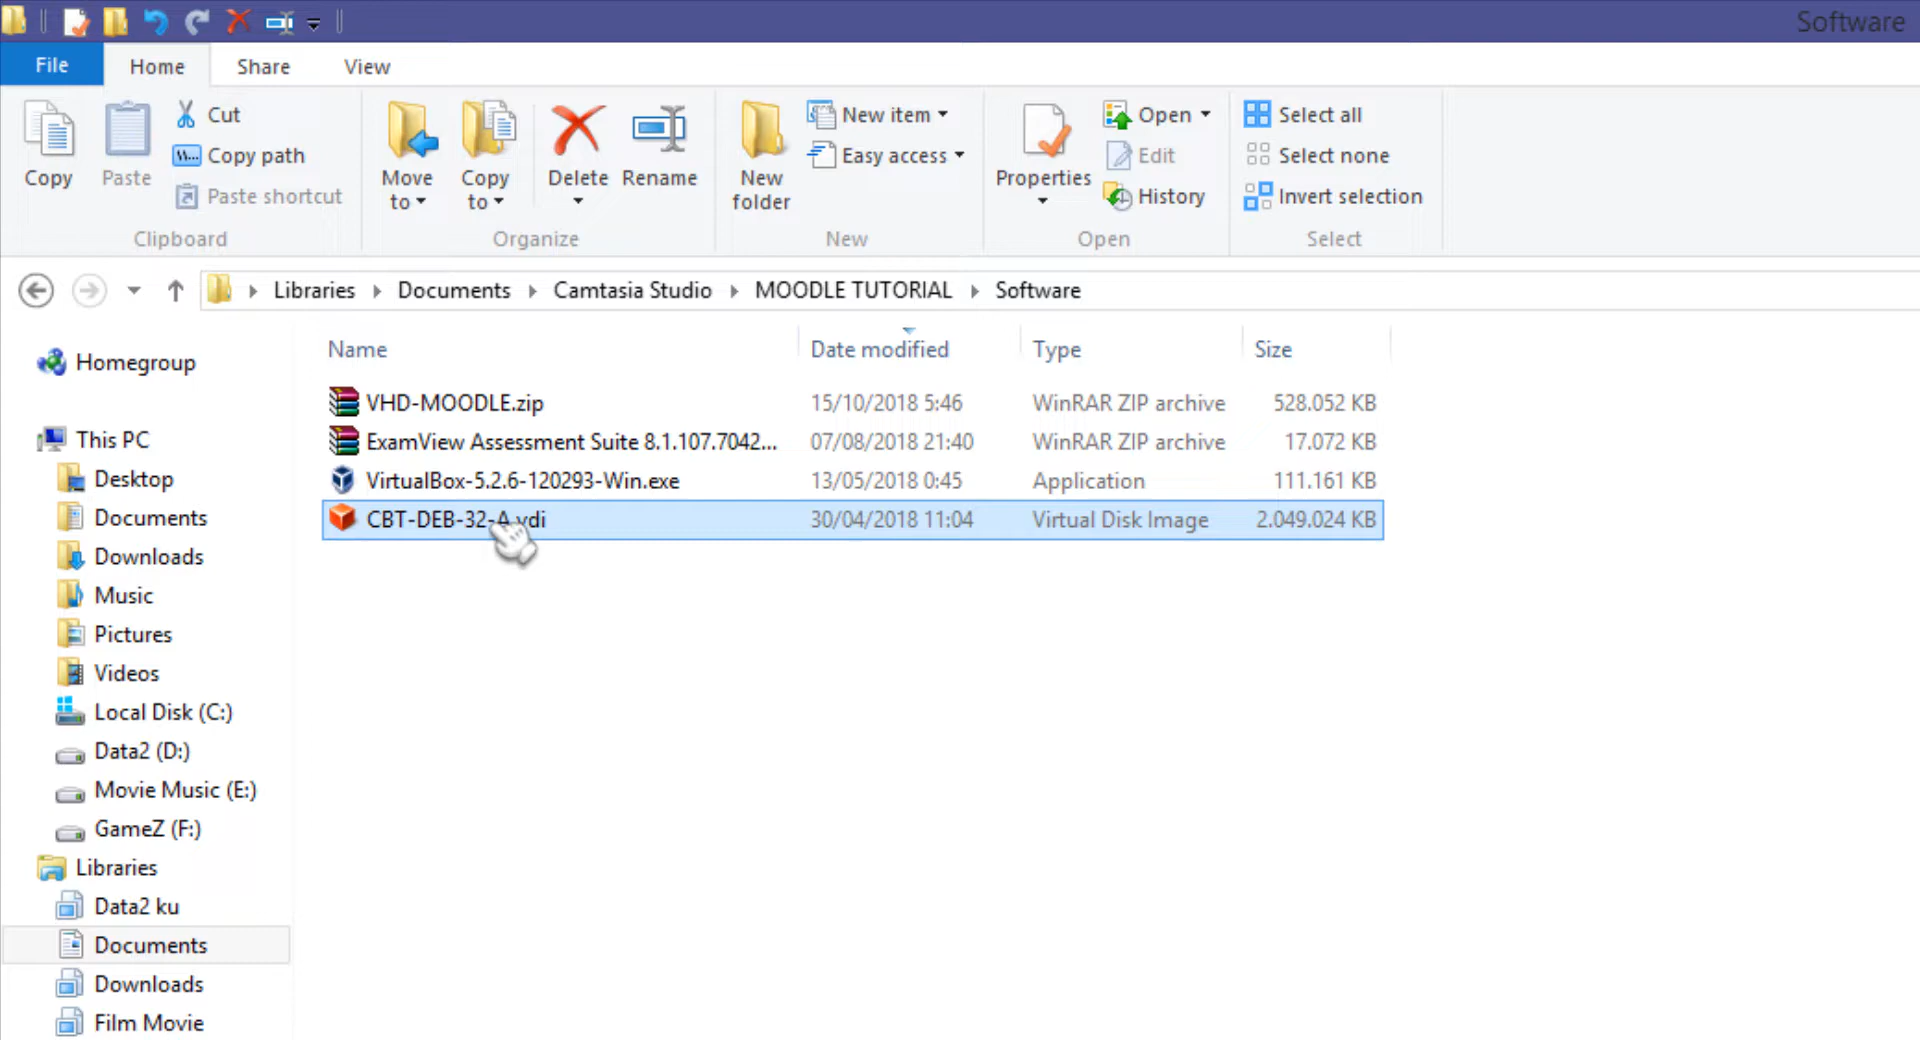 Software
File Home Share View
Copy
Paste
Cut
Copy path
Paste shortcut
Clipboard
Move to
Copy to
Delete
Rename
Organize
New folder
New item
Easy access
New
Properties
Open
Edit
History
Open
Select all
Select none
Invert selection
Select
Libraries Documents Camtasia Studio MOODLE TUTORIAL Software
Homegroup
This PC
Desktop
Documents
Downloads
Music
Pictures
Videos
Local Disk (C:)
Data2 (D:)
Movie Music (E:)
GameZ (F:)
Libraries
Data2 ku
Documents
Downloads
Film Movie
Name Date modified Type Size
VHD-MOODLE.zip 15/10/2018 5:46 WinRAR ZIP archive 528.052 KB
ExamView Assessment Suite 8.1.107.7042... 07/08/2018 21:40 WinRAR ZIP archive 17.072 KB
VirtualBox-5.2.6-120293-Win.exe 13/05/2018 0:45 Application 111.161 KB
CBT-DEB-32-A.vdi 30/04/2018 11:04 Virtual Disk Image 2.049.024 KB